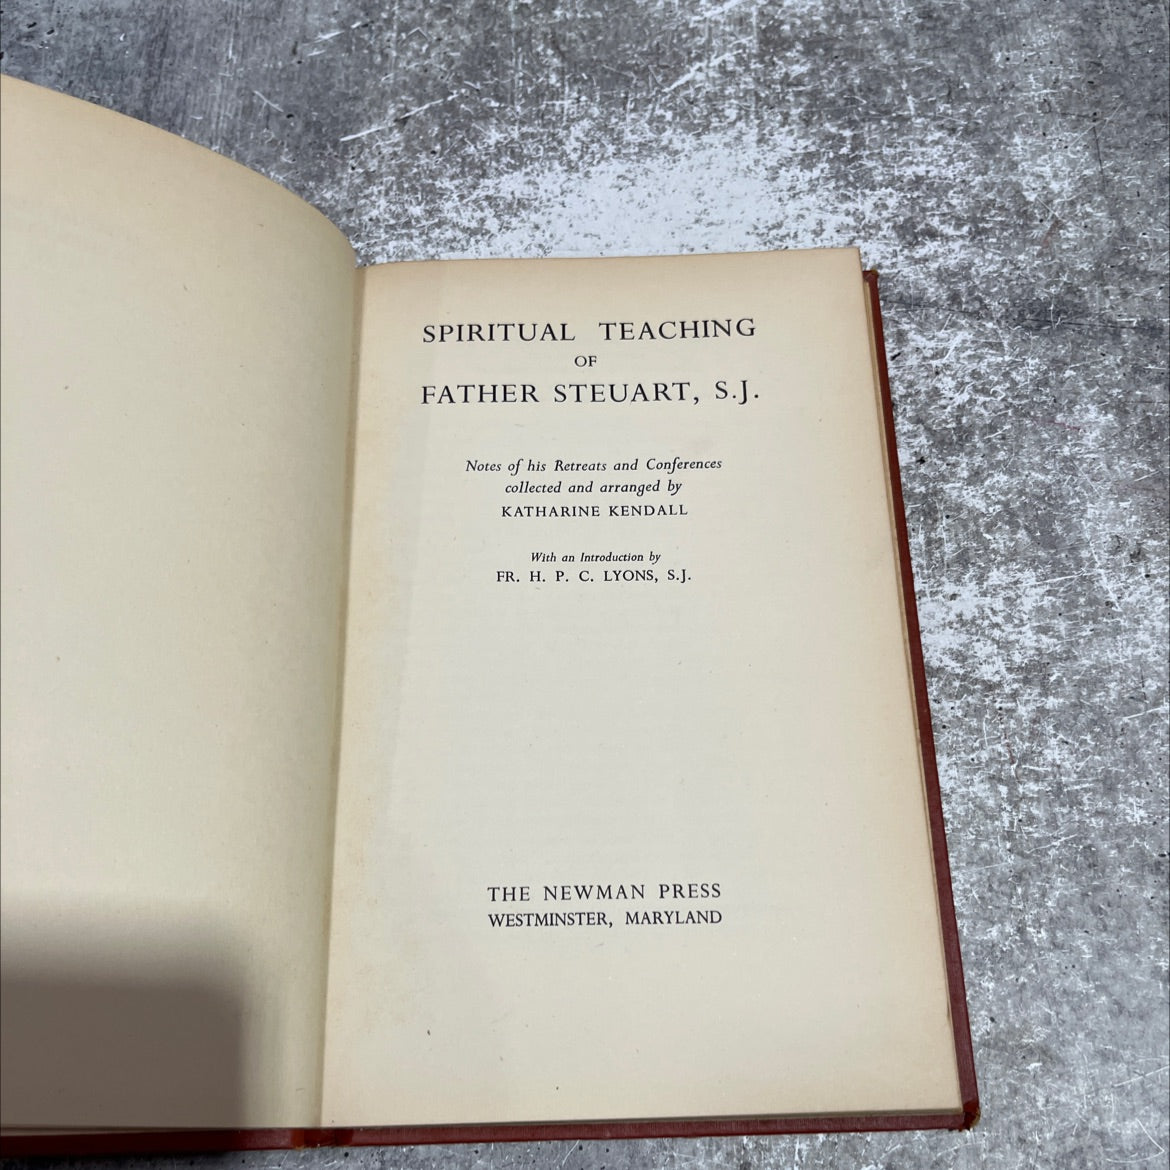 SPIRITUAL TEACHING
OF
FATHER STEUART, S.J.
Notes of his Retreats and Conferences
collected and arranged by
KATHARINE KENDALL
With an Introduction by
FR. H. P. C. LYONS, S.J.
THE NEWMAN PRESS
WESTMINSTER, MARYLAND